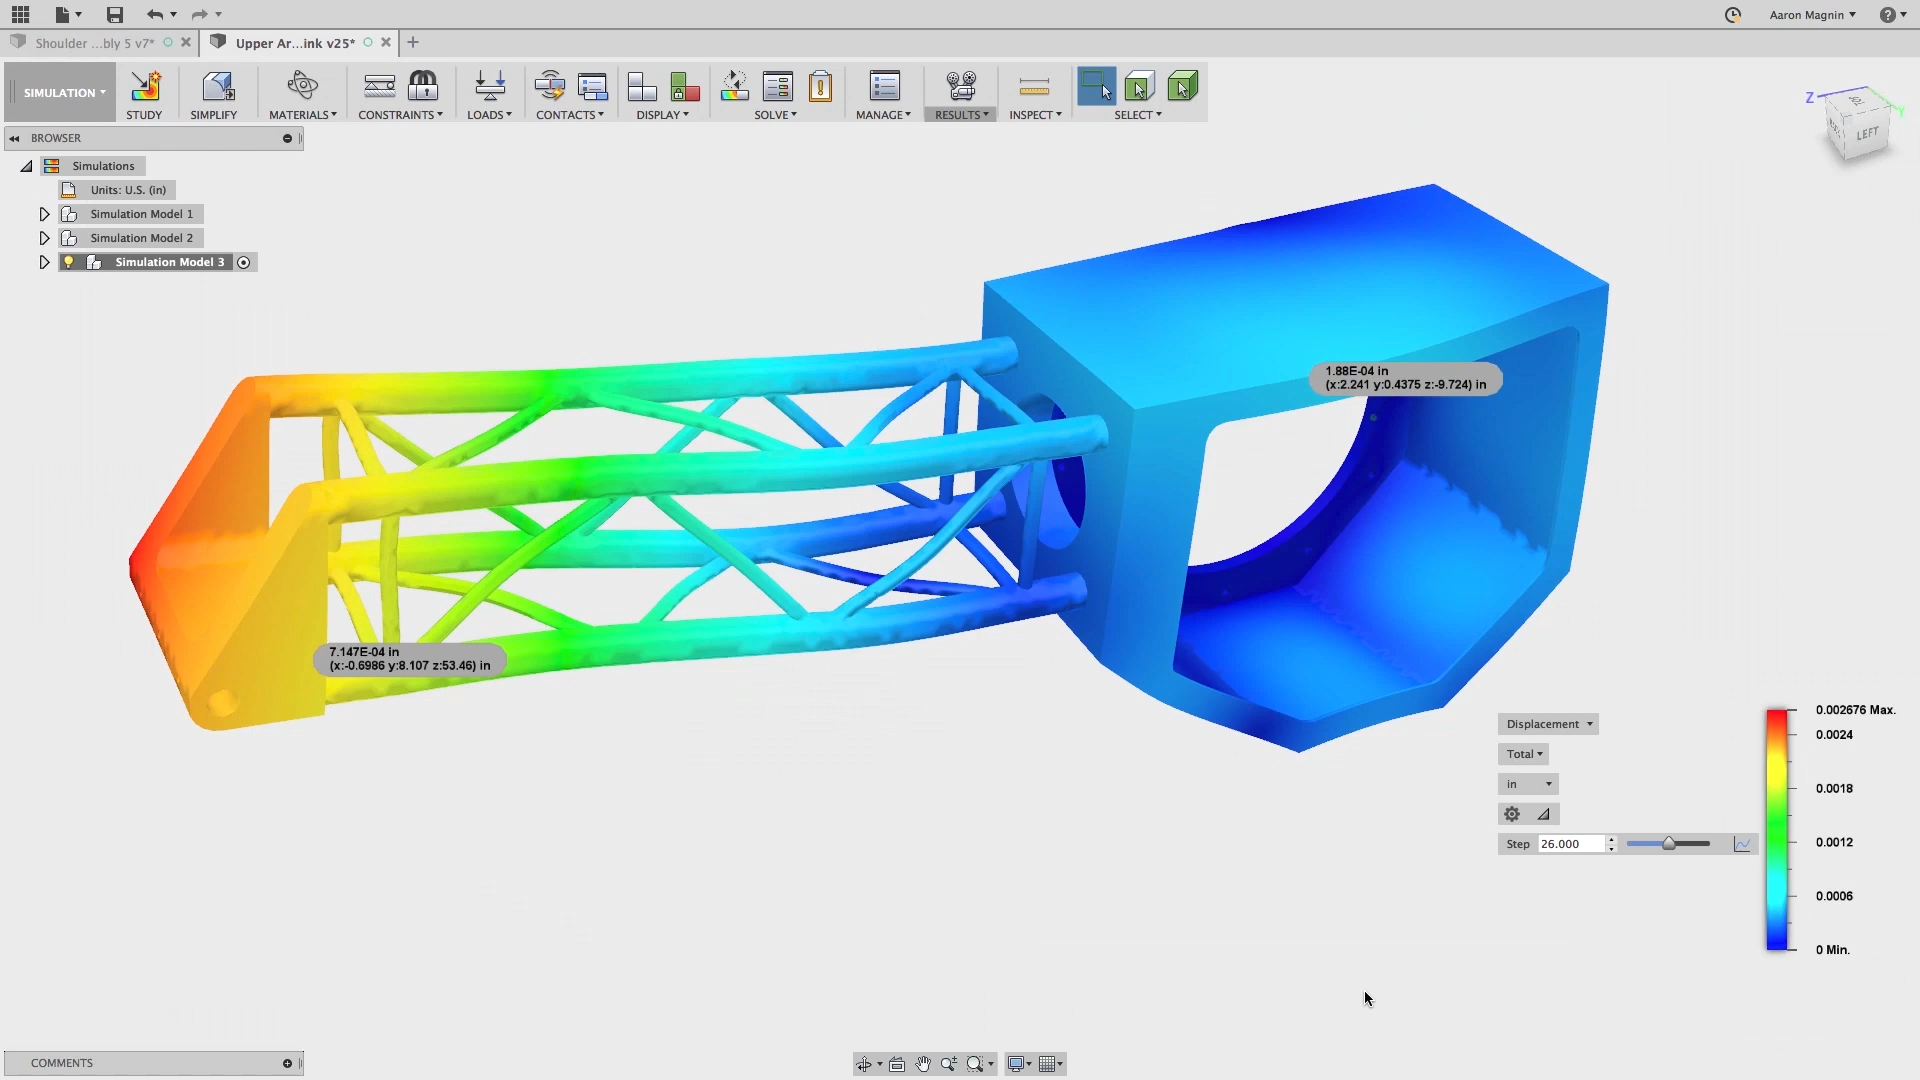 Aaron Magnin
?
Shoulder ...bly 5 v7*
Upper Ar...ink v25*
SIMULATION
STUDY
SIMPLIFY
MATERIALS
CONSTRAINTS
LOADS
CONTACTS
DISPLAY
SOLVE
MANAGE
RESULTS
INSPECT
SELECT
BROWSER
Simulations
Units: U.S. (in)
Simulation Model 1
Simulation Model 2
Simulation Model 3
Z
Y
TOP
LEFT
1.88E-04 in
(x:2.241 y:0.4375 z:-9.724) in
7.147E-04 in
(x:-0.6986 y:8.107 z:53.46) in
Displacement
Total
in
Step 26.000
0.002676 Max.
0.0024
0.0018
0.0012
0.0006
0 Min.
COMMENTS